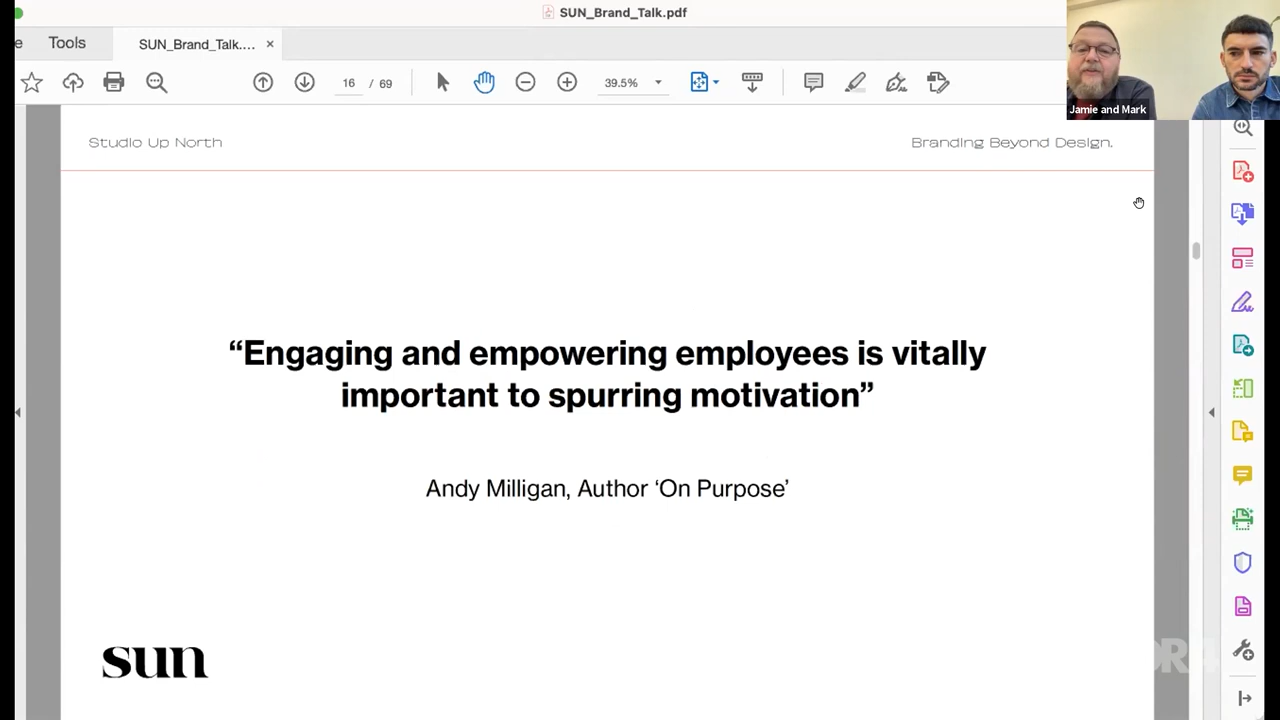 SUN_Brand_Talk.pdf
e Tools SUN_Brand_Talk.... ×
16 / 69 39.5%
Jamie and Mark
Studio Up North Branding Beyond Design.
“Engaging and empowering employees is vitally
important to spurring motivation”
Andy Milligan, Author ‘On Purpose’
sun